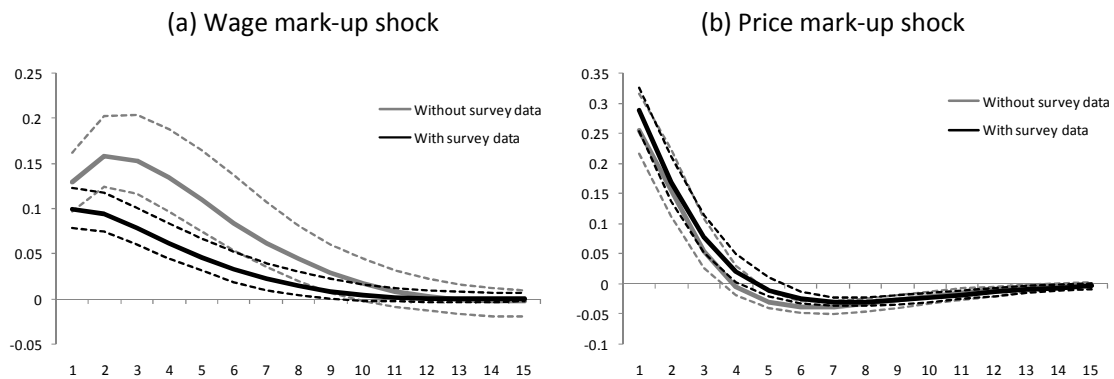 (a) Wage mark-up shock
0.25
0.2
0.15
0.1
0.05
0
-0.05
1 2 3 4 5 6 7 8 9 10 11 12 13 14 15
Without survey data
With survey data
(b) Price mark-up shock
0.35
0.3
0.25
0.2
0.15
0.1
0.05
0
-0.05
-0.1
1 2 3 4 5 6 7 8 9 10 11 12 13 14 15
Without survey data
With survey data